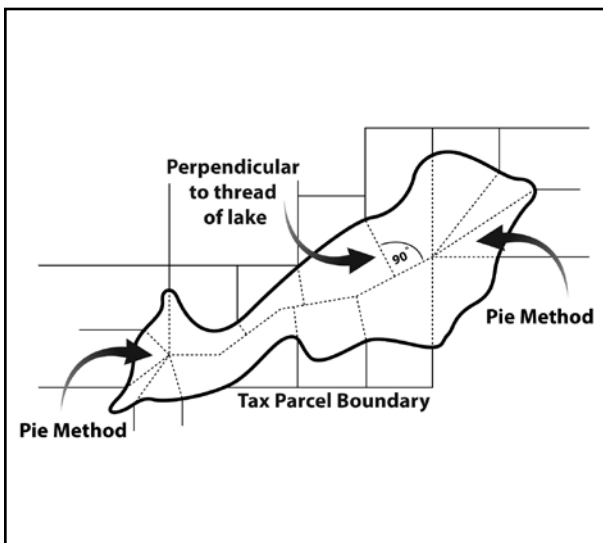 Perpendicular
to thread
of lake
90°
Pie Method
Tax Parcel Boundary
Pie Method